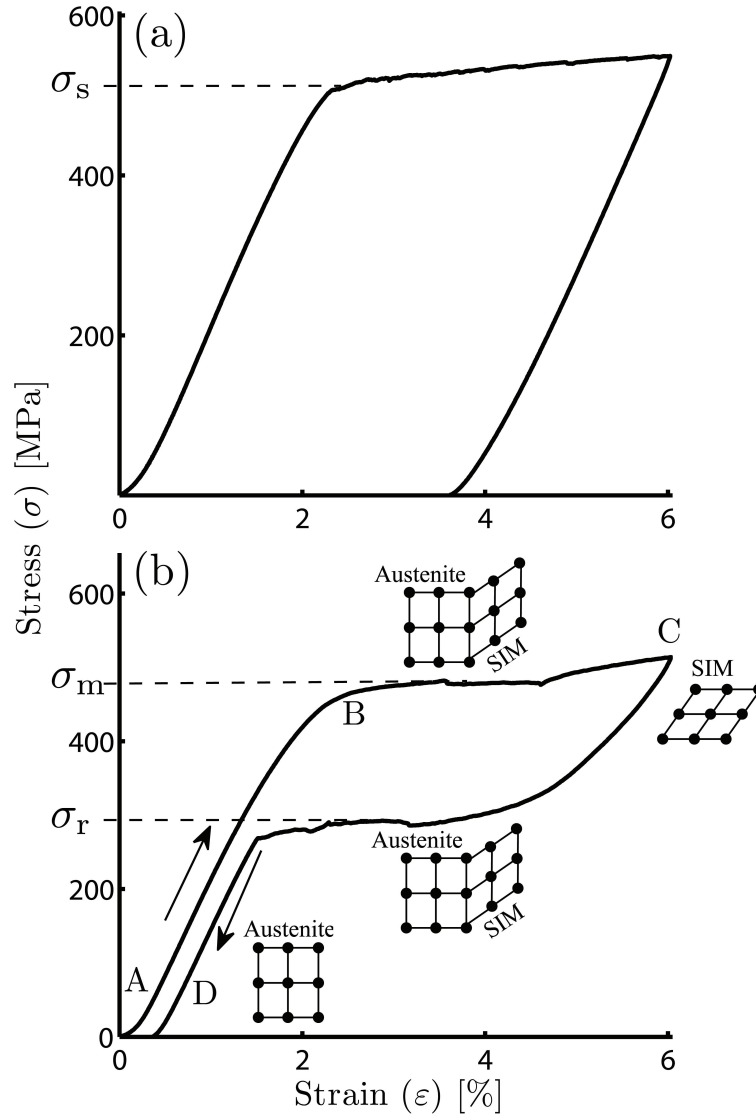 600
(a)
σs
400
200
0
2
4
6
Stress (σ) [MPa]
(b)
600
Austenite
SIM
C
σm
SIM
B
400
σr
Austenite
SIM
200
Austenite
A
D
0
0
2
4
6
Strain (ε) [%]